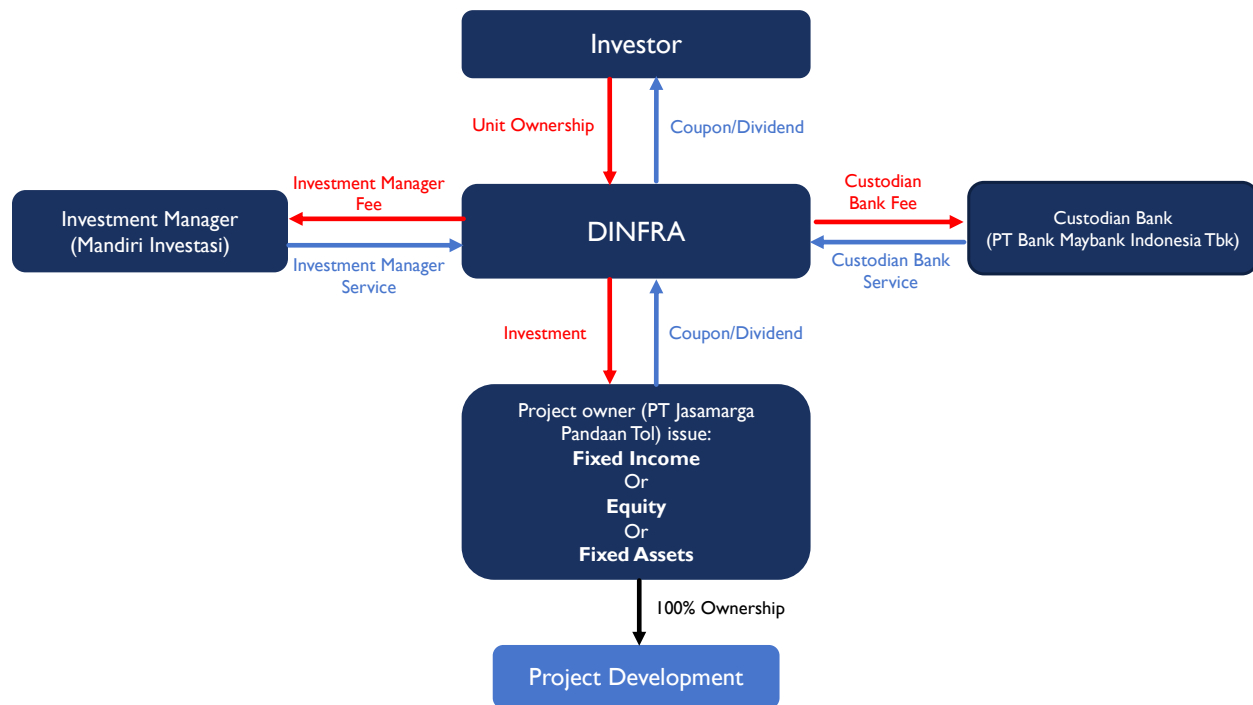 Investor
Unit Ownership
Coupon/Dividend
Investment Manager
Fee
Custodian
Bank Fee
Investment Manager
(Mandiri Investasi)
DINFRA
Custodian Bank
(PT Bank Maybank Indonesia Tbk)
Investment Manager
Service
Custodian Bank
Service
Investment
Coupon/Dividend
Project owner (PT Jasamarga
Pandaan Tol) issue:
Fixed Income
Or
Equity
Or
Fixed Assets
100% Ownership
Project Development